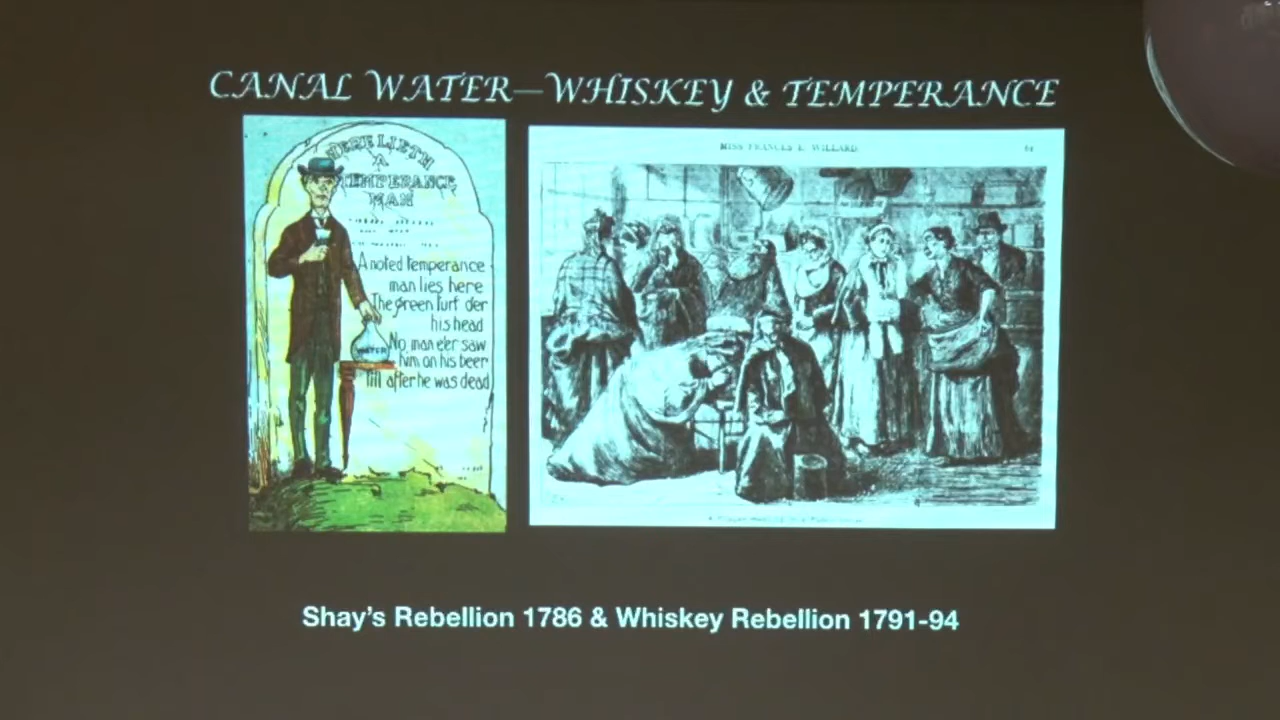 CANAL WATER—WHISKEY & TEMPERANCE
HERE LIETH
A
TEMPERANCE
MAN
A noted temperance
man lies here
The green turf oer
his head
No man e'er saw
him on his beer
till after he was dead
WATER
MISS FRANCES E. WILLARD.
Shay's Rebellion 1786 & Whiskey Rebellion 1791-94